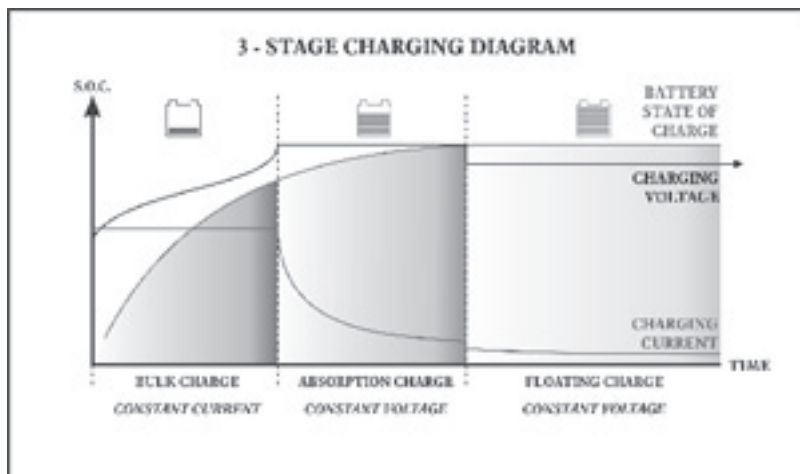 3 - STAGE CHARGING DIAGRAM
S.O.C.
BATTERY
STATE OF
CHARGE
CHARGING
VOLTAGE
CHARGING
CURRENT
TIME
BULK CHARGE
ABSORPTION CHARGE
FLOATING CHARGE
CONSTANT CURRENT
CONSTANT VOLTAGE
CONSTANT VOLTAGE